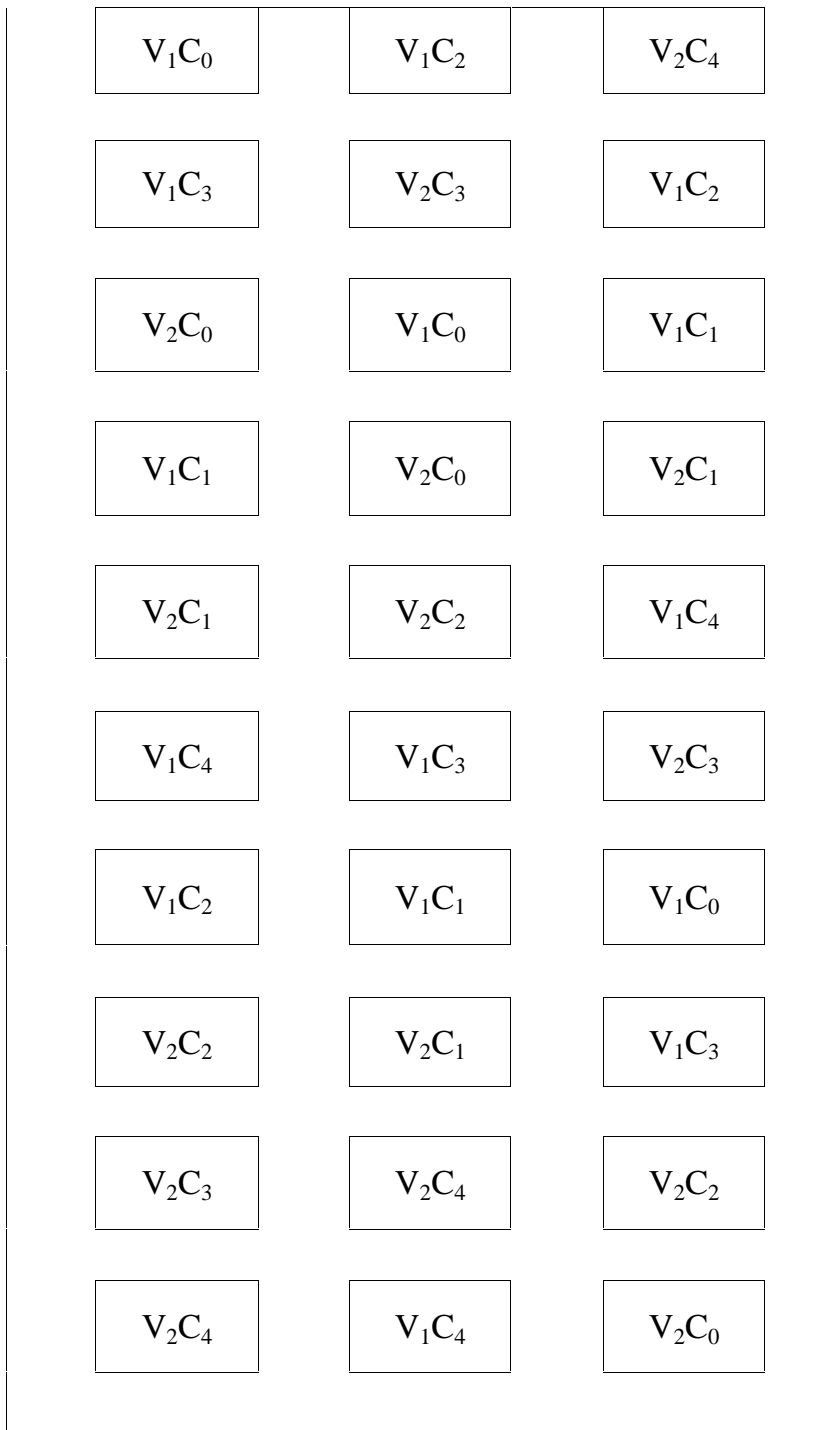 V₁C₀ V₁C₂ V₂C₄
V₁C₃ V₂C₃ V₁C₂
V₂C₀ V₁C₀ V₁C₁
V₁C₁ V₂C₀ V₂C₁
V₂C₁ V₂C₂ V₁C₄
V₁C₄ V₁C₃ V₂C₃
V₁C₂ V₁C₁ V₁C₀
V₂C₂ V₂C₁ V₁C₃
V₂C₃ V₂C₄ V₂C₂
V₂C₄ V₁C₄ V₂C₀